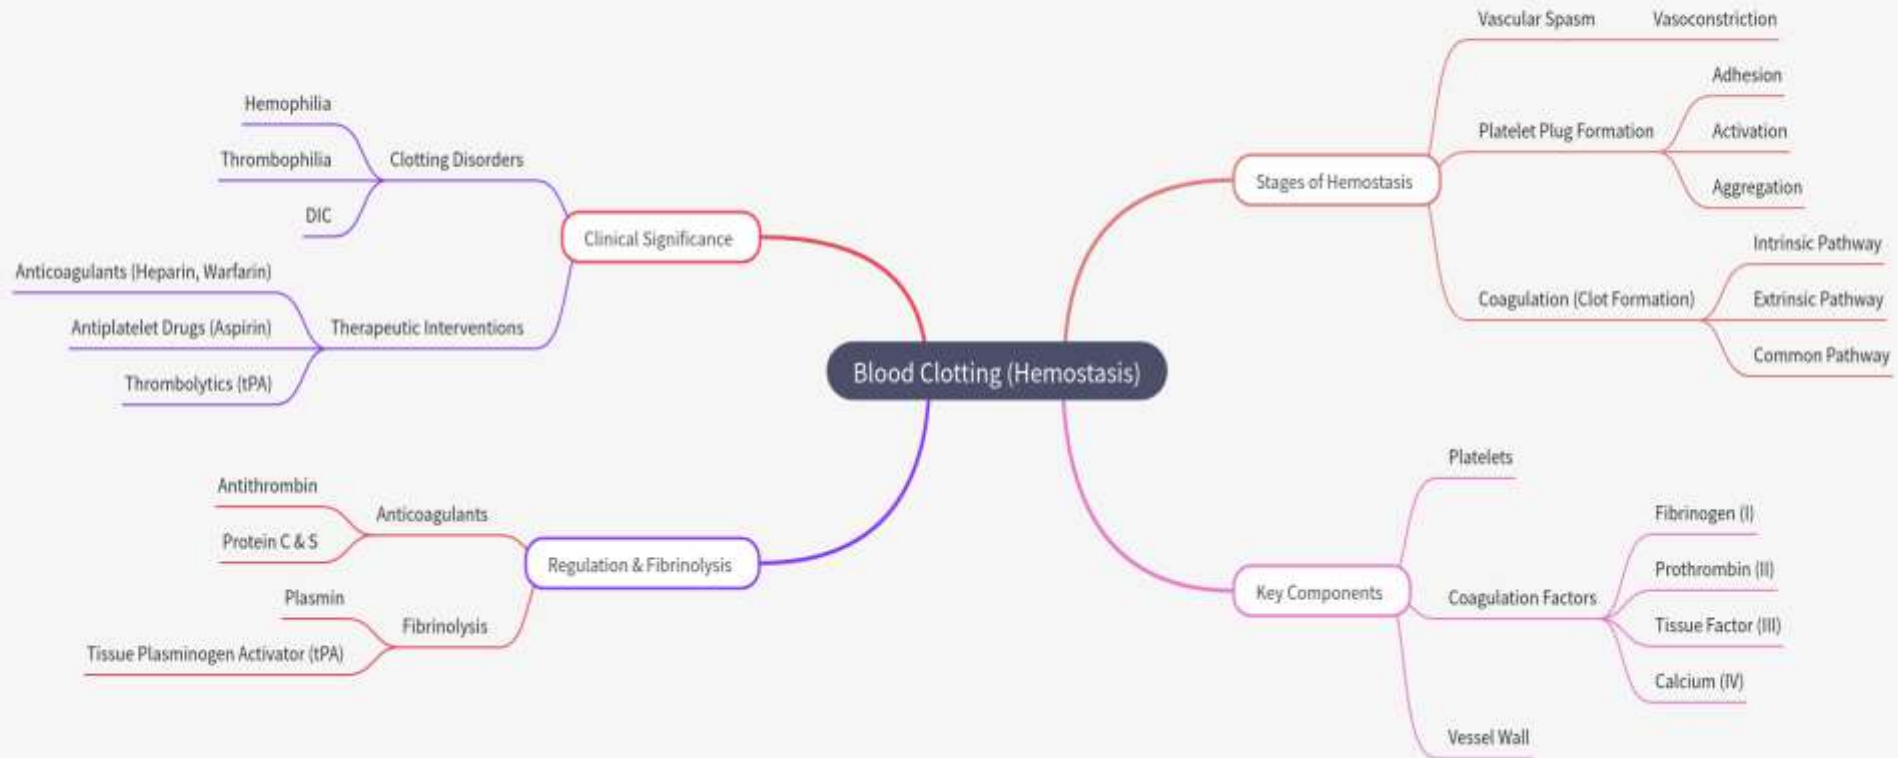 Blood Clotting (Hemostasis)
Stages of Hemostasis
Vascular Spasm
Vasoconstriction
Platelet Plug Formation
Adhesion
Activation
Aggregation
Coagulation (Clot Formation)
Intrinsic Pathway
Extrinsic Pathway
Common Pathway
Key Components
Platelets
Coagulation Factors
Fibrinogen (I)
Prothrombin (II)
Tissue Factor (III)
Calcium (IV)
Vessel Wall
Clinical Significance
Clotting Disorders
Hemophilia
Thrombophilia
DIC
Therapeutic Interventions
Anticoagulants (Heparin, Warfarin)
Antiplatelet Drugs (Aspirin)
Thrombolytics (tPA)
Regulation & Fibrinolysis
Anticoagulants
Antithrombin
Protein C & S
Fibrinolysis
Plasmin
Tissue Plasminogen Activator (tPA)